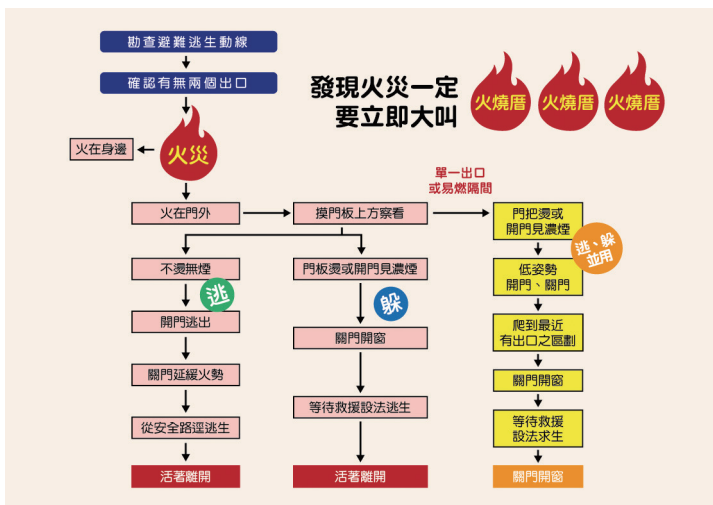 勘查避難逃生動線
確認有無兩個出口
發現火災一定
要立即大叫
火燒厝
火燒厝
火燒厝
火災
火在身邊
火在門外
摸門板上方察看
單一出口
或易燃隔間
門把燙或
開門見濃煙
逃、躲
並用
不燙無煙
逃
開門逃出
關門延緩火勢
從安全路逕逃生
活著離開
門板燙或開門見濃煙
躲
關門開窗
等待救援設法逃生
活著離開
低姿勢
開門、關門
爬到最近
有出口之區劃
關門開窗
等待救援
設法求生
關門開窗